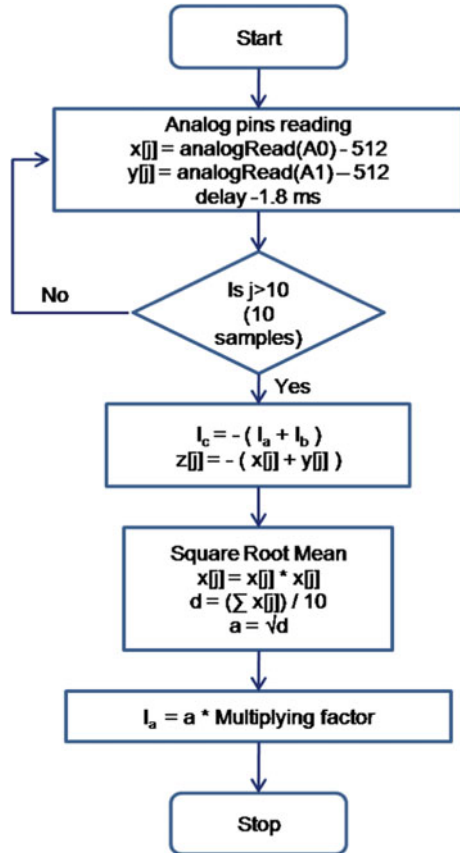 Start
Analog pins reading
x[j] = analogRead(A0) - 512
y[j] = analogRead(A1) – 512
delay -1.8 ms
No
Is j>10
(10
samples)
Yes
Ic = - ( Ia + Ib )
z[j] = - ( x[j] + y[j] )
Square Root Mean
x[j] = x[j] * x[j]
d = (∑ x[j]) / 10
a = √d
Ia = a * Multiplying factor
Stop